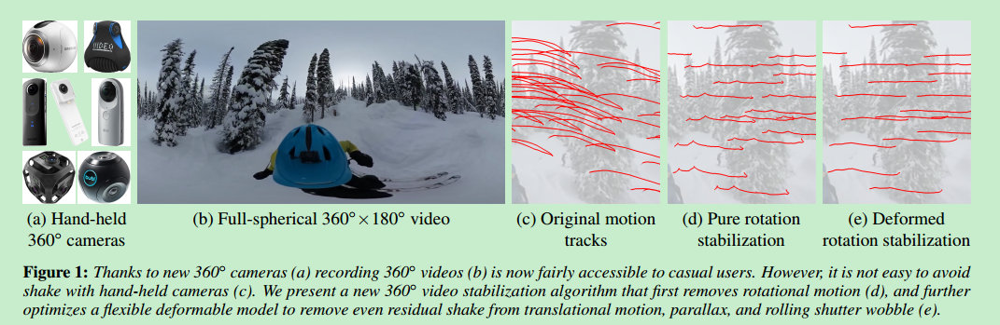 VIDEO
(a) Hand-held
360° cameras
(b) Full-spherical 360°×180° video
(c) Original motion
tracks
(d) Pure rotation
stabilization
(e) Deformed
rotation stabilization
Figure 1: Thanks to new 360° cameras (a) recording 360° videos (b) is now fairly accessible to casual users. However, it is not easy to avoid
shake with hand-held cameras (c). We present a new 360° video stabilization algorithm that first removes rotational motion (d), and further
optimizes a flexible deformable model to remove even residual shake from translational motion, parallax, and rolling shutter wobble (e).